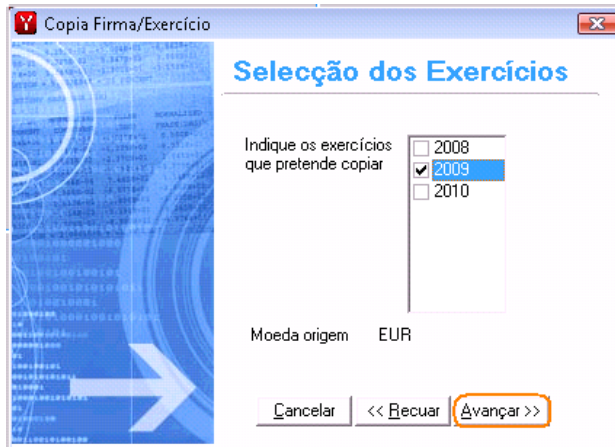 Copia Firma/Exercício
Selecção dos Exercícios
Indique os exercícios
que pretende copiar
2008
2009
2010
Moeda origem EUR
Cancelar << Recuar Avançar >>